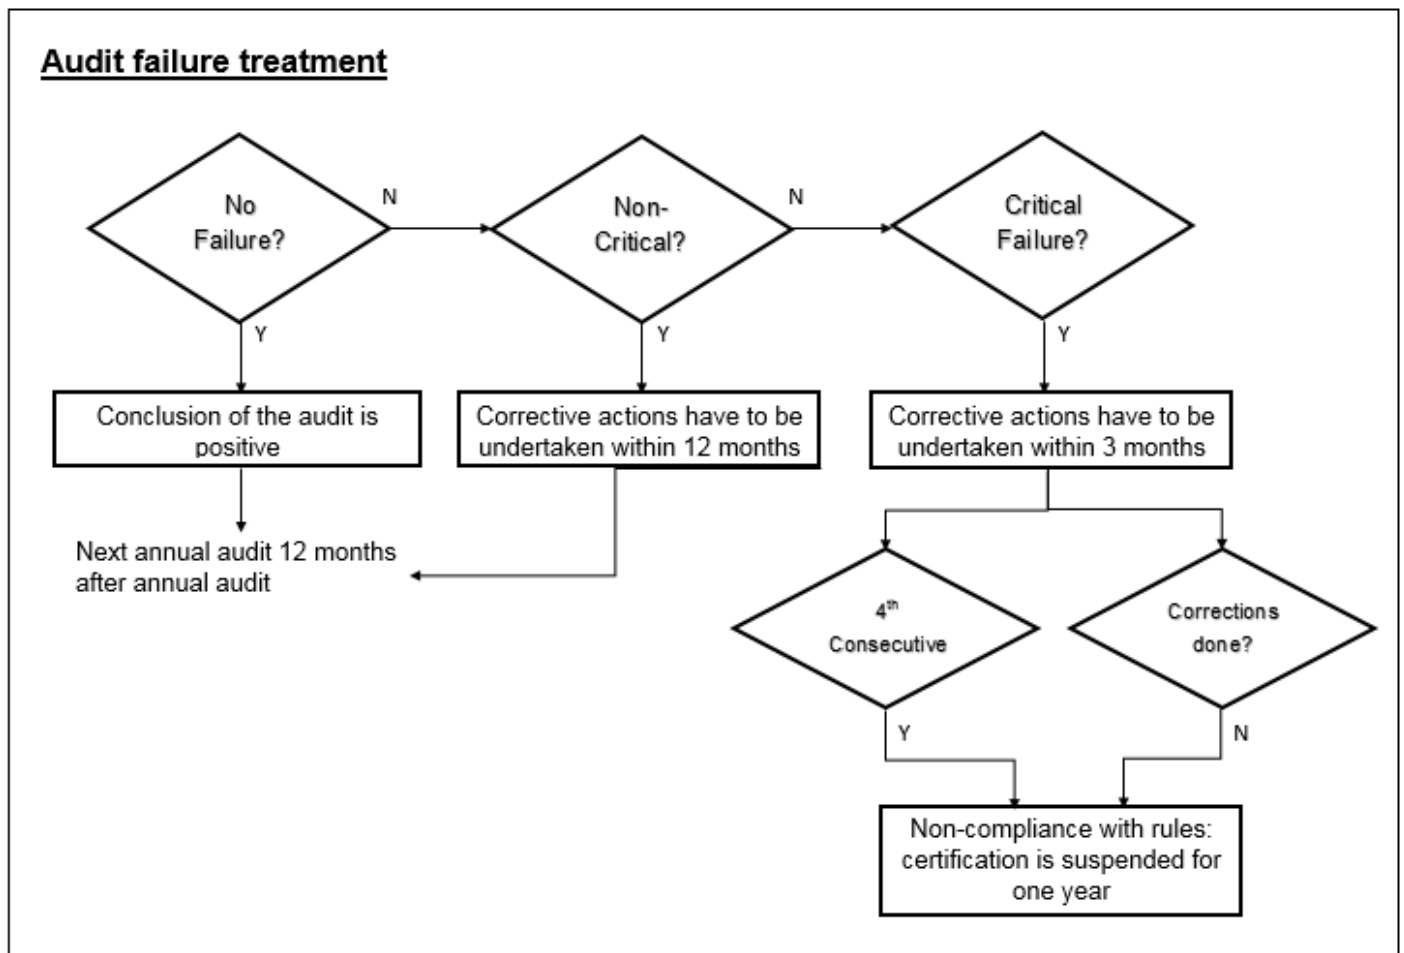 Audit failure treatment
No
Failure?
N
Non-
Critical?
N
Critical
Failure?
Y
Y
Y
Conclusion of the audit is
positive
Corrective actions have to be
undertaken within 12 months
Corrective actions have to be
undertaken within 3 months
Next annual audit 12 months
after annual audit
4th
Consecutive
Corrections
done?
Y
N
Non-compliance with rules:
certification is suspended for
one year